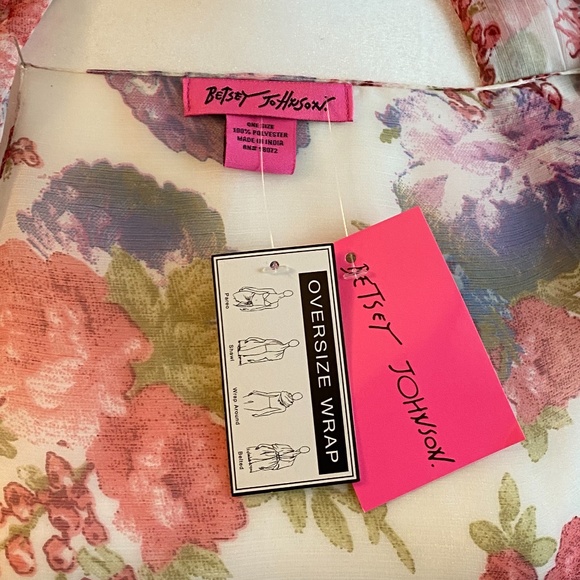 BETSEY JOHNSON.
ONE SIZE
100% POLYESTER
MADE IN INDIA
OVERSIZE WRAP
Pareo
Shawl
Wrap Around
Belted
BETSEY JOHNSON.